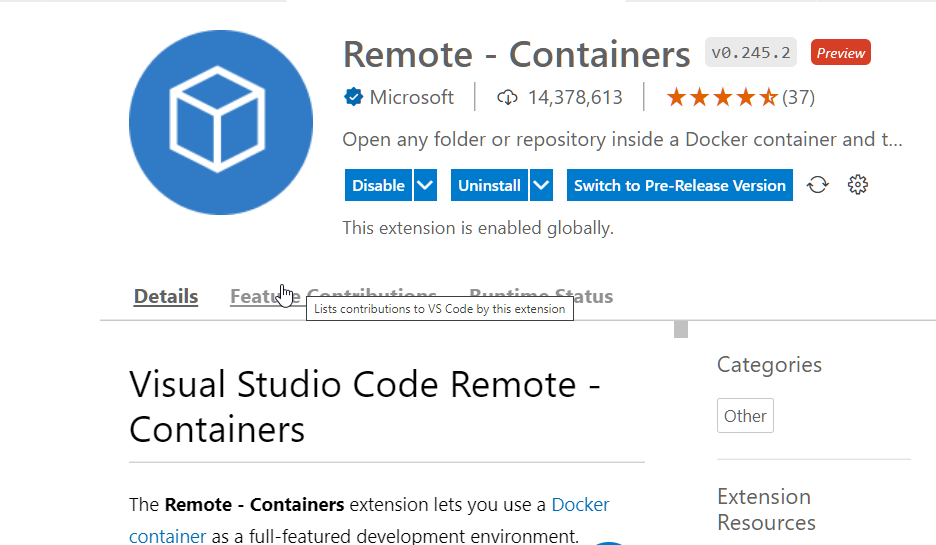 Remote - Containers v0.245.2 Preview
Microsoft 14,378,613 (37)
Open any folder or repository inside a Docker container and t...
Disable Uninstall Switch to Pre-Release Version
This extension is enabled globally.
Details Feature Contributions Runtime Status
Lists contributions to VS Code by this extension
Visual Studio Code Remote -
Containers
The Remote - Containers extension lets you use a Docker
container as a full-featured development environment.
Categories
Other
Extension
Resources